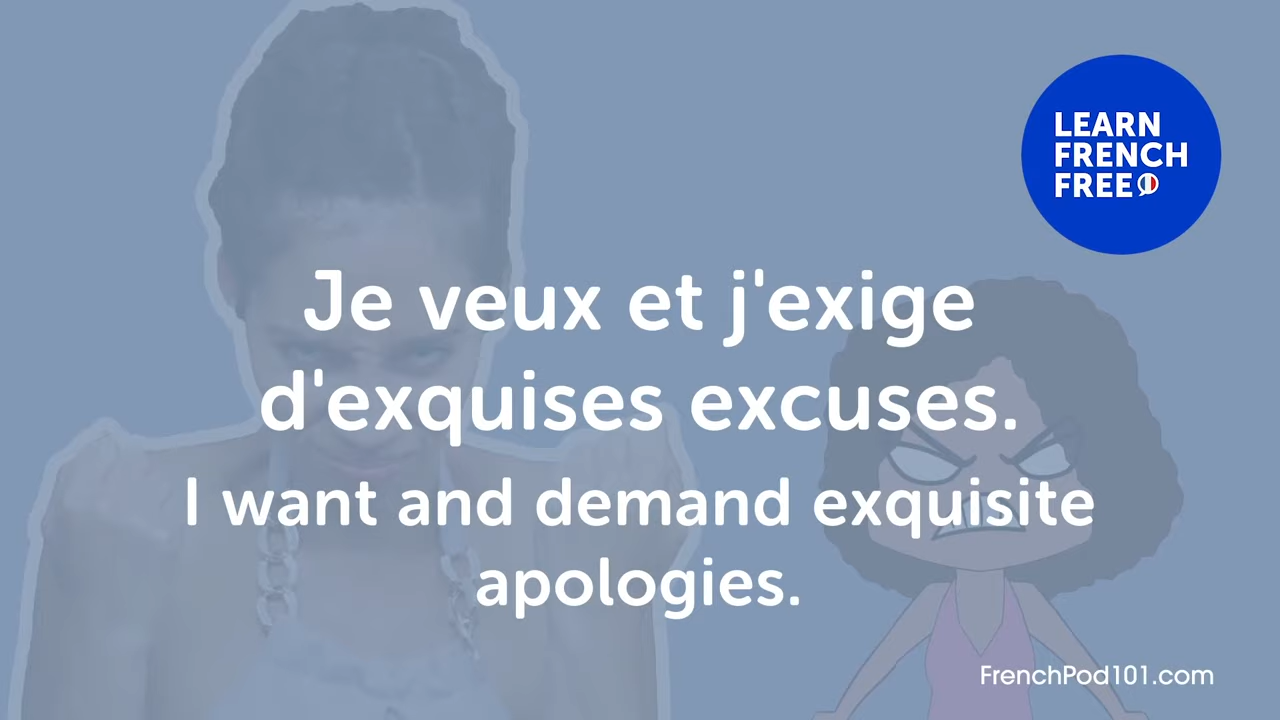 LEARN
FRENCH
FREE
Je veux et j'exige
d'exquises excuses.
I want and demand exquisite
apologies.
FrenchPod101.com